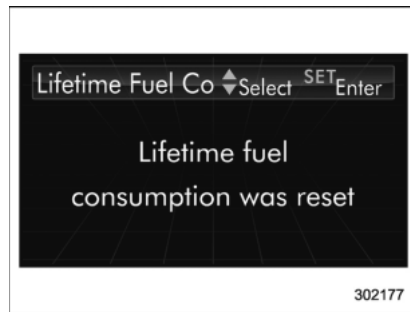 Lifetime Fuel Co Select SET Enter
Lifetime fuel
consumption was reset
302177